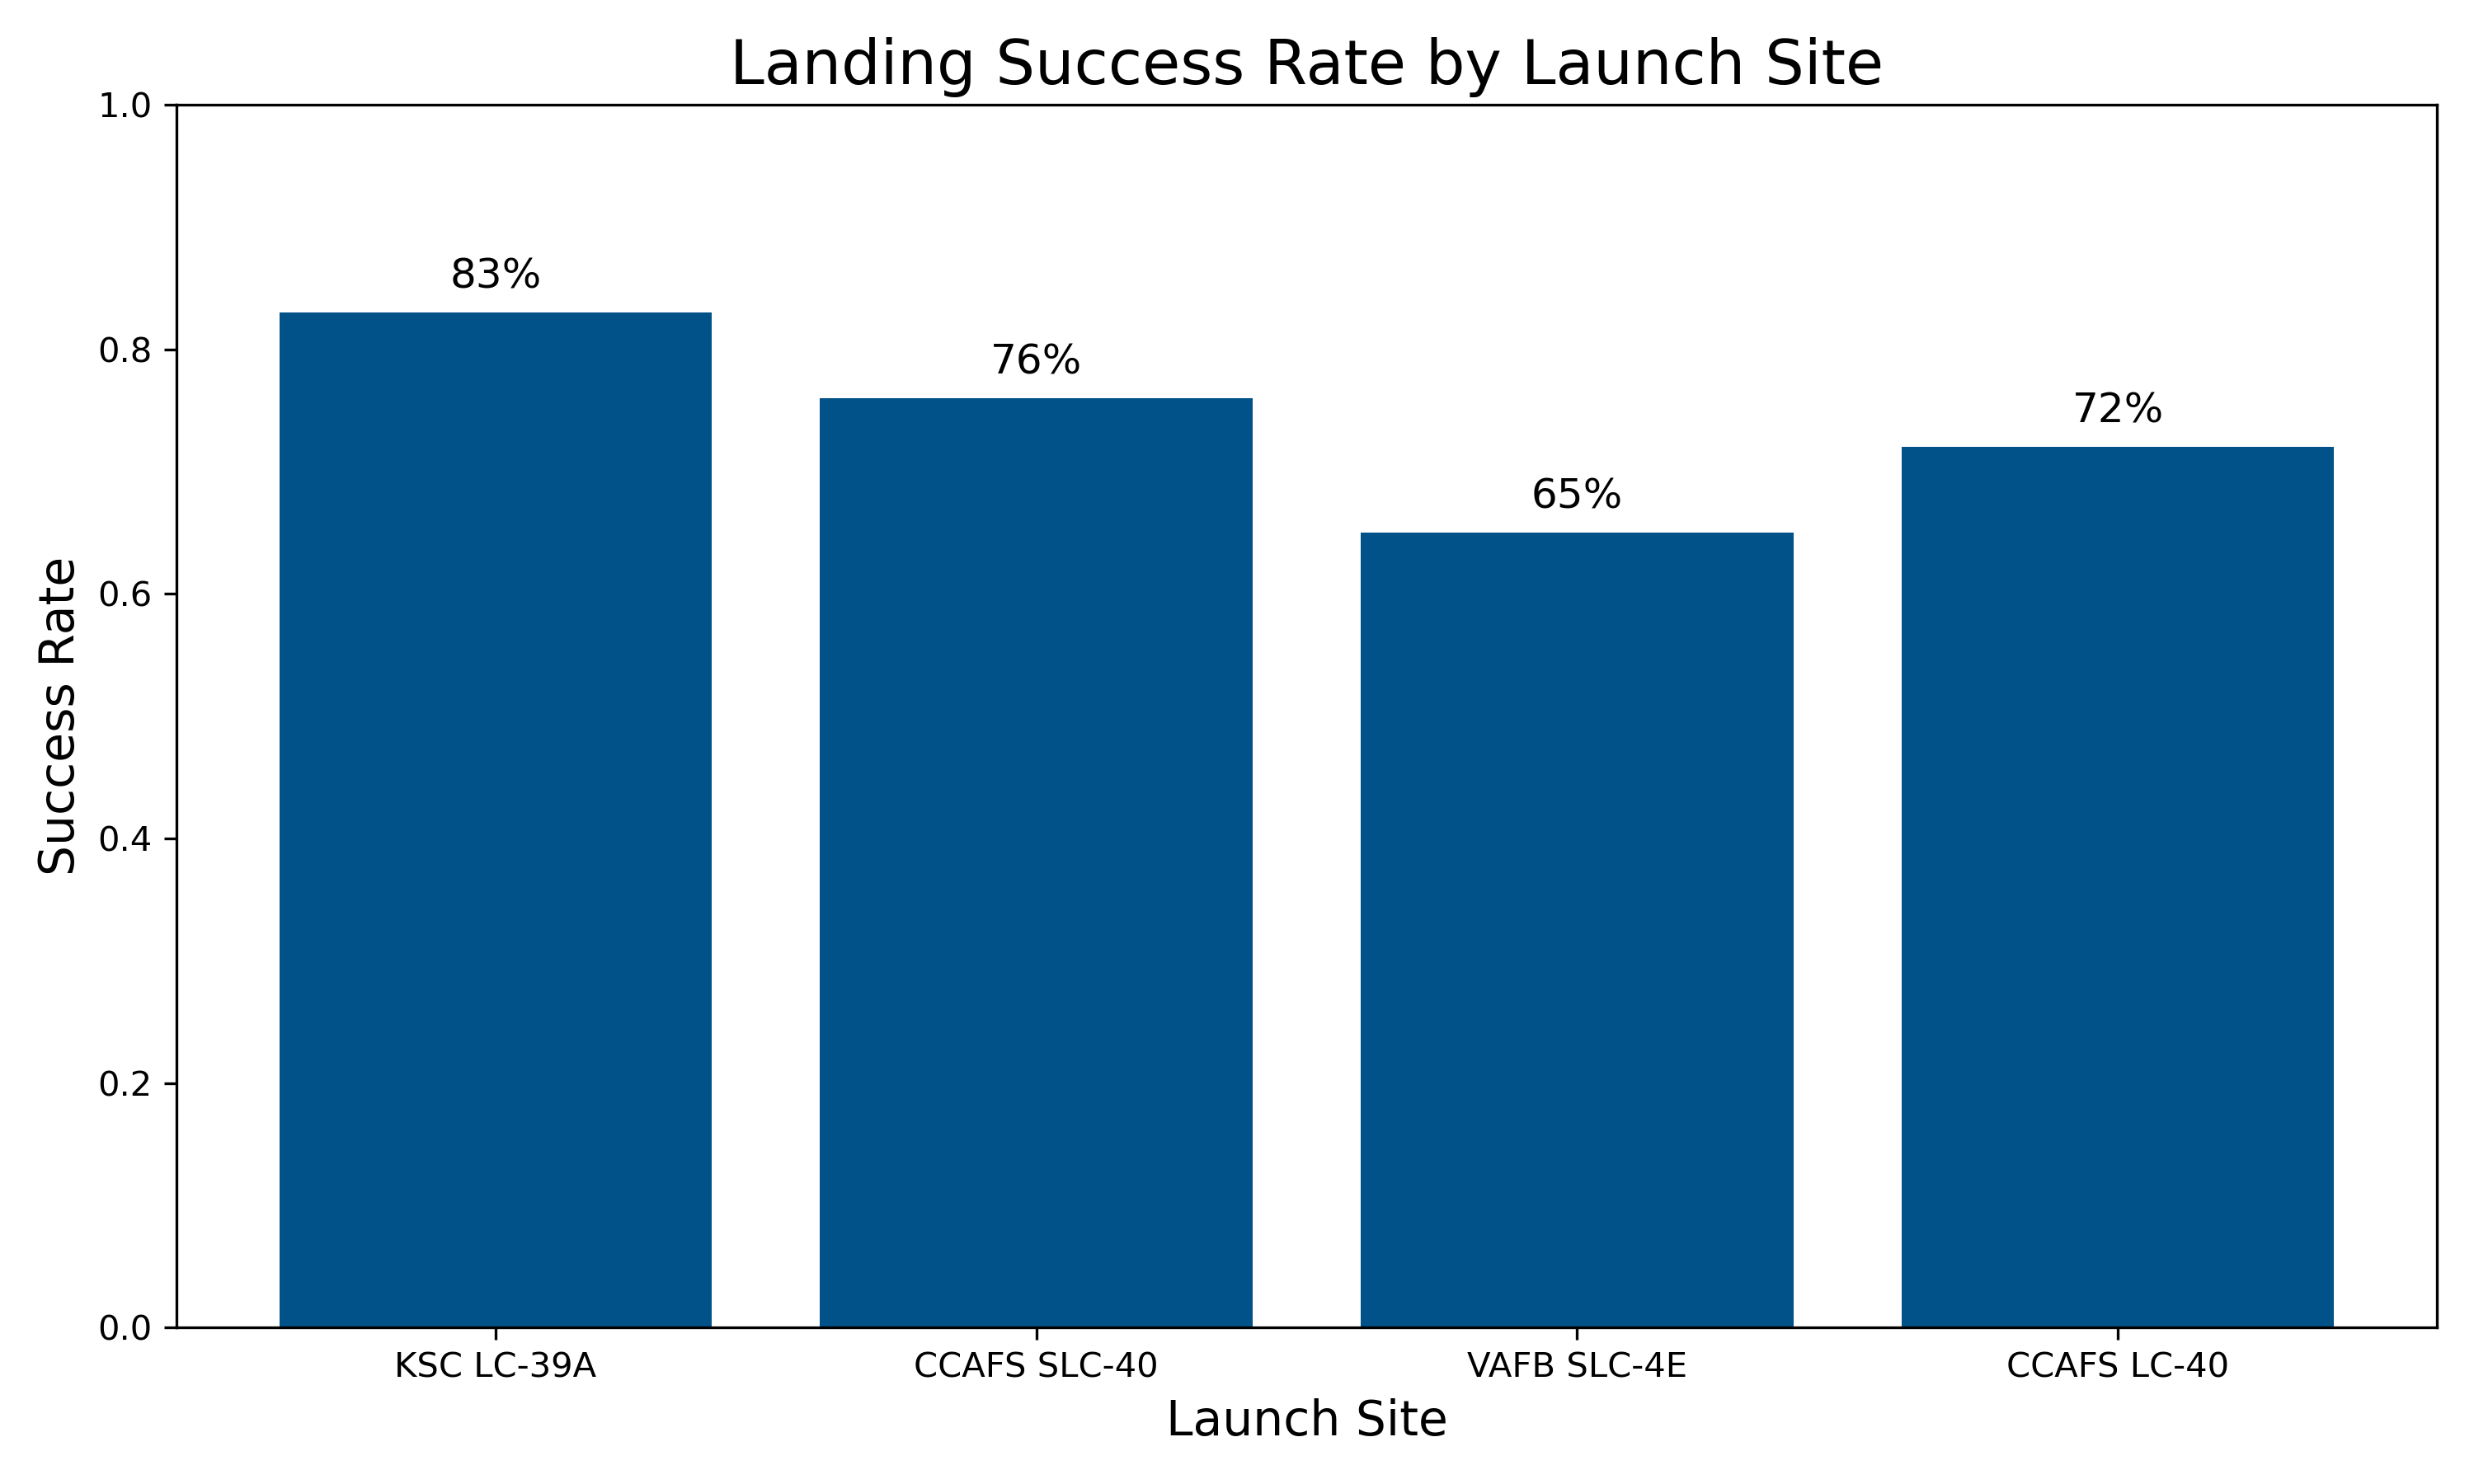 Landing Success Rate by Launch Site
1.0
0.8
0.6
0.4
0.2
0.0
Success Rate
83%
76%
65%
72%
KSC LC-39A
CCAFS SLC-40
VAFB SLC-4E
CCAFS LC-40
Launch Site